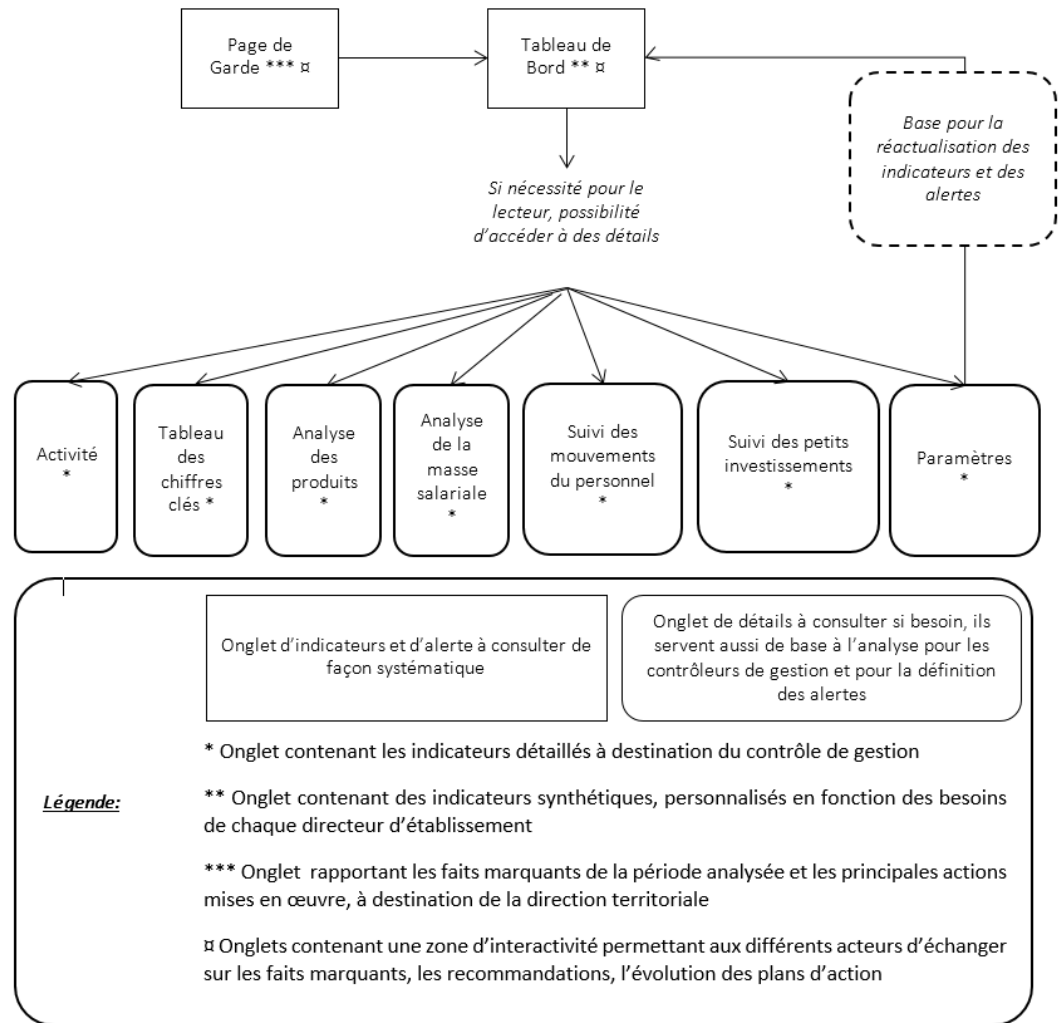 Page de
Garde *** ¤
Tableau de
Bord ** ¤
Base pour la
réactualisation des
indicateurs et des
alertes
Si nécessité pour le
lecteur, possibilité
d’accéder à des détails
Activité
*
Tableau
des
chiffres
clés *
Analyse
des
produits
*
Analyse
de la
masse
salariale
*
Suivi des
mouvements
du personnel
*
Suivi des petits
investissements
*
Paramètres
*
Onglet d’indicateurs et d’alerte à consulter de
façon systématique
Onglet de détails à consulter si besoin, ils
servent aussi de base à l’analyse pour les
contrôleurs de gestion et pour la définition
des alertes
* Onglet contenant les indicateurs détaillés à destination du contrôle de gestion
Légende:
** Onglet contenant des indicateurs synthétiques, personnalisés en fonction des besoins
de chaque directeur d’établissement
*** Onglet rapportant les faits marquants de la période analysée et les principales actions
mises en œuvre, à destination de la direction territoriale
¤ Onglets contenant une zone d’interactivité permettant aux différents acteurs d’échanger
sur les faits marquants, les recommandations, l’évolution des plans d’action